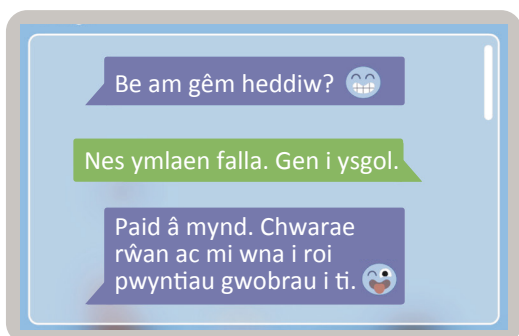 Be am gêm heddiw? 😁
Nes ymlaen falla. Gen i ysgol.
Paid â mynd. Chwarae
rŵan ac mi wna i roi
pwyntiau gwobrau i ti. 😜